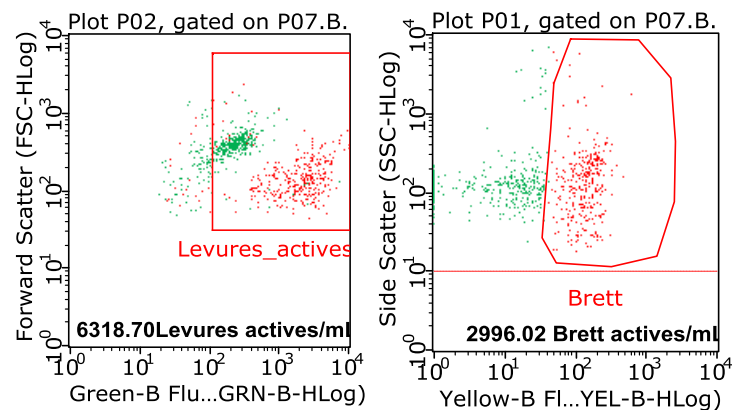 Plot P02, gated on P07.B.
Forward Scatter (FSC-HLog)
10^4
10^3
10^2
10^1
10^0
Levures_actives
6318.70Levures actives/mL
10^0 10^1 10^2 10^3 10^4
Green-B Flu...GRN-B-HLog)
Plot P01, gated on P07.B.
Side Scatter (SSC-HLog)
10^4
10^3
10^2
10^1
10^0
Brett
2996.02 Brett actives/mL
10^0 10^1 10^2 10^3 10^4
Yellow-B Fl...YEL-B-HLog)